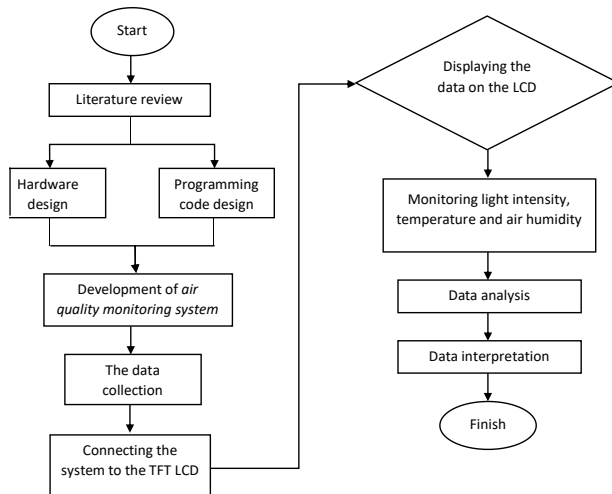 Start
Literature review
Hardware
design
Programming
code design
Development of air
quality monitoring system
The data
collection
Connecting the
system to the TFT LCD
Displaying the
data on the LCD
Monitoring light intensity,
temperature and air humidity
Data analysis
Data interpretation
Finish